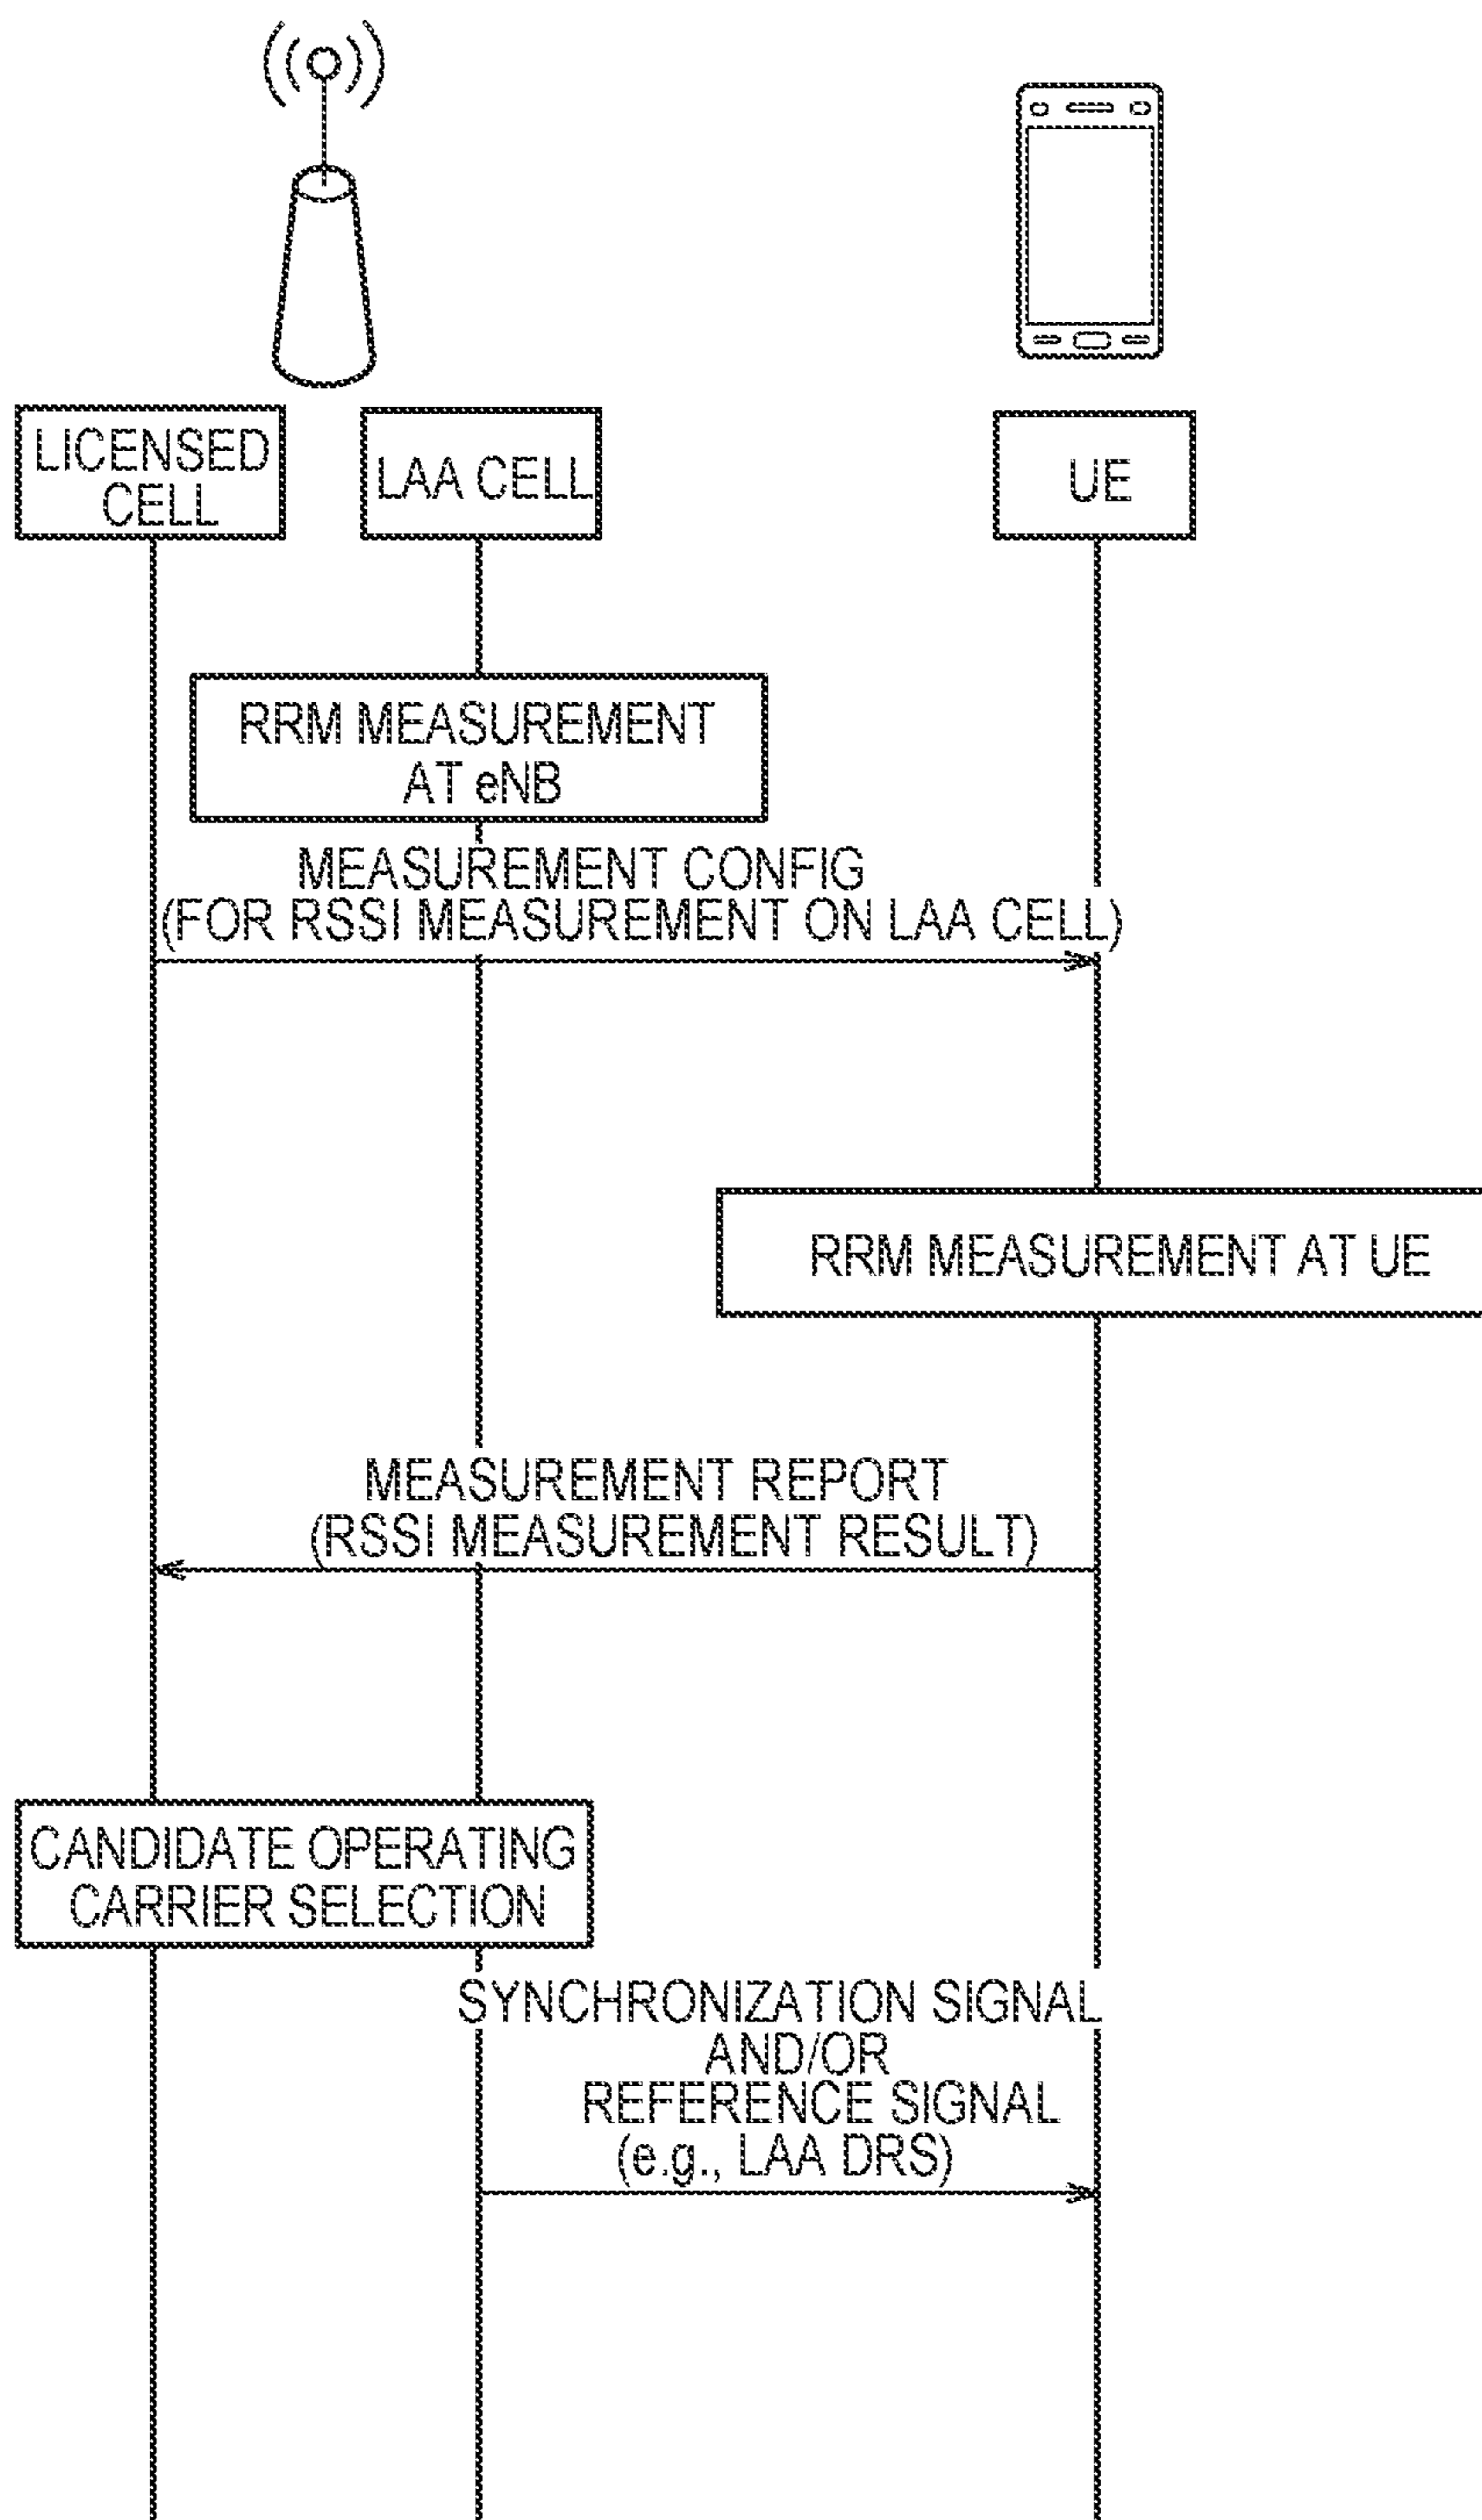 LICENSED
CELL
LAA CELL
UE
RRM MEASUREMENT
AT eNB
MEASUREMENT CONFIG
(FOR RSSI MEASUREMENT ON LAA CELL)
RRM MEASUREMENT AT UE
MEASUREMENT REPORT
(RSSI MEASUREMENT RESULT)
CANDIDATE OPERATING
CARRIER SELECTION
SYNCHRONIZATION SIGNAL
AND/OR
REFERENCE SIGNAL
(e.g., LAA DRS)